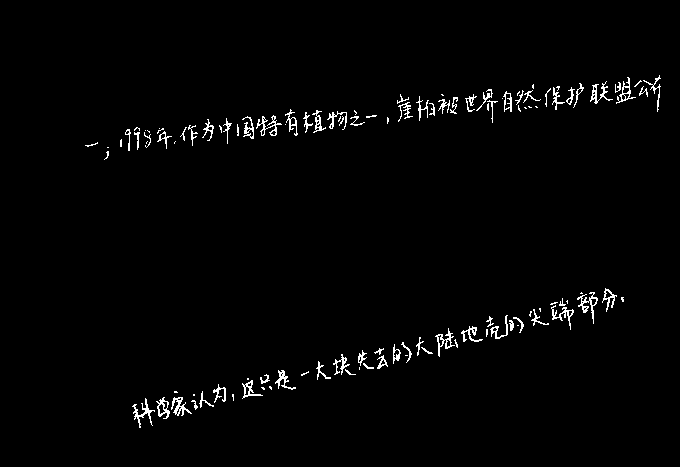 一；1998年，作为中国特有植物之一，崖柏被世界自然保护联盟公布
科学家认为，这只是一大块失去的大陆地壳的尖端部分。